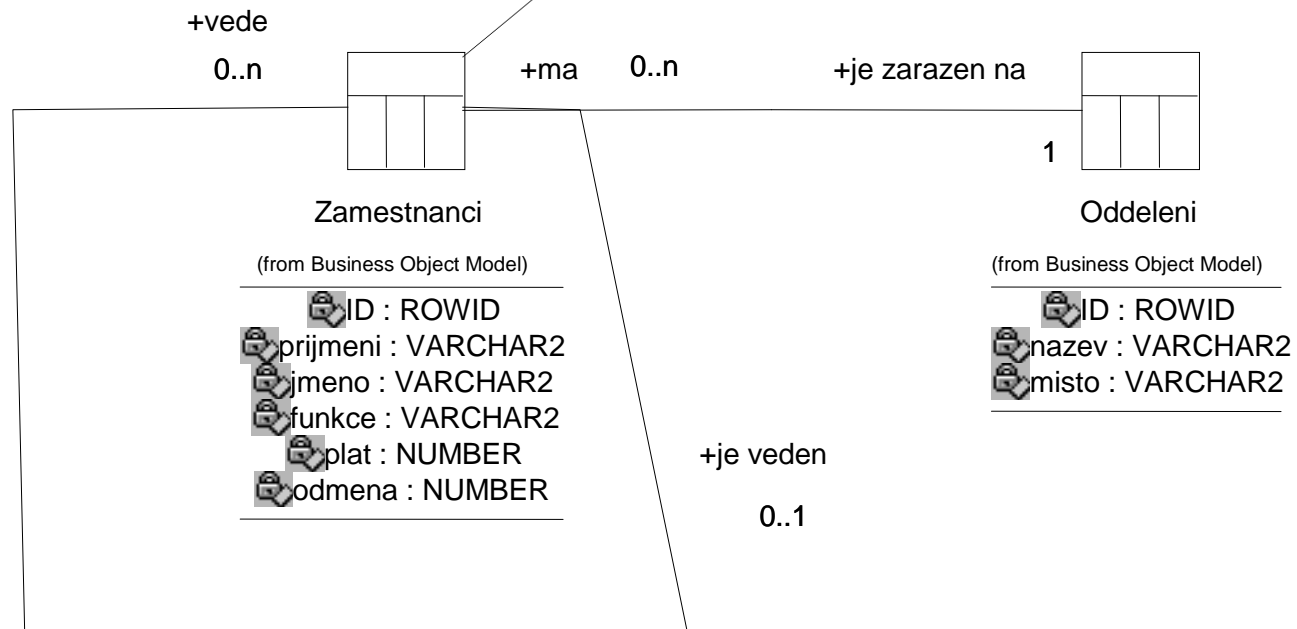 +vede
0..n
+ma
0..n
+je zarazen na
1
Zamestnanci
(from Business Object Model)
ID : ROWID
prijmeni : VARCHAR2
jmeno : VARCHAR2
funkce : VARCHAR2
plat : NUMBER
odmena : NUMBER
Oddeleni
(from Business Object Model)
ID : ROWID
nazev : VARCHAR2
misto : VARCHAR2
+je veden
0..1